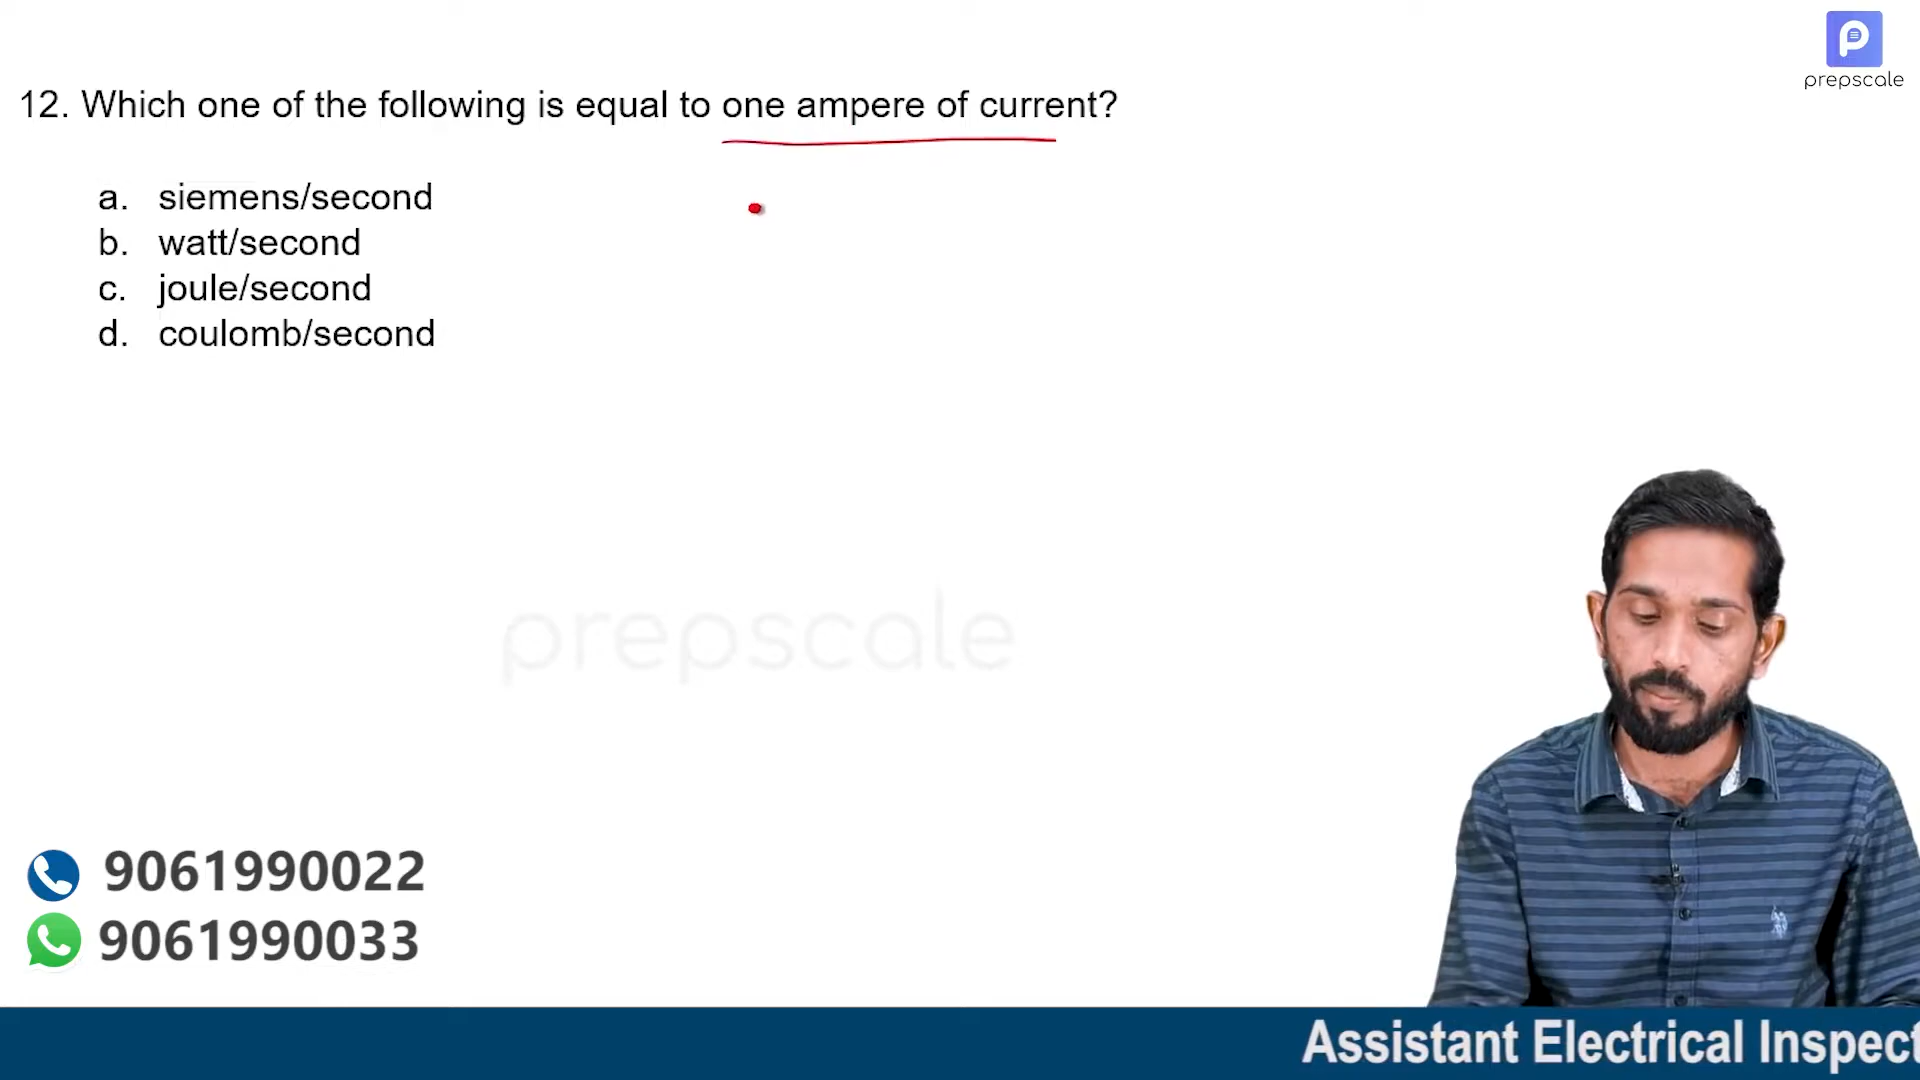 prepscale
12. Which one of the following is equal to one ampere of current?
a. siemens/second
b. watt/second
c. joule/second
d. coulomb/second
prepscale
9061990022
9061990033
Assistant Electrical Inspect